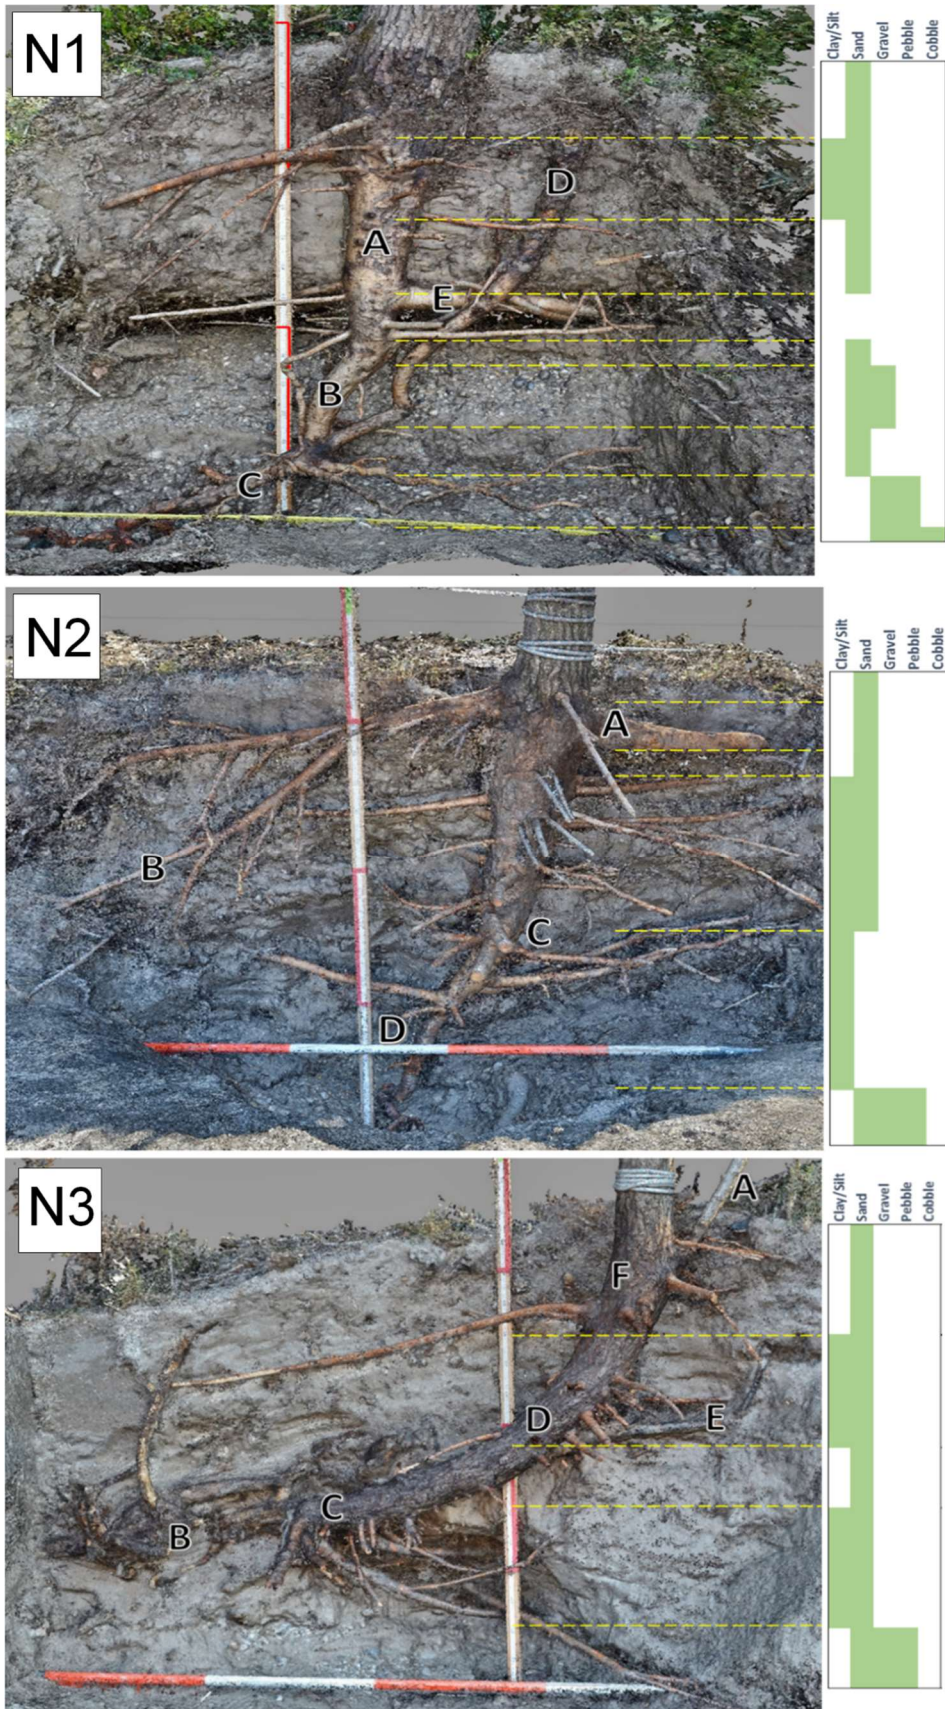 N1
Clay/Silt
Sand
Gravel
Pebble
Cobble
D
A
E
B
C
N2
Clay/Silt
Sand
Gravel
Pebble
Cobble
A
B
C
D
N3
Clay/Silt
Sand
Gravel
Pebble
Cobble
A
F
D
E
C
B